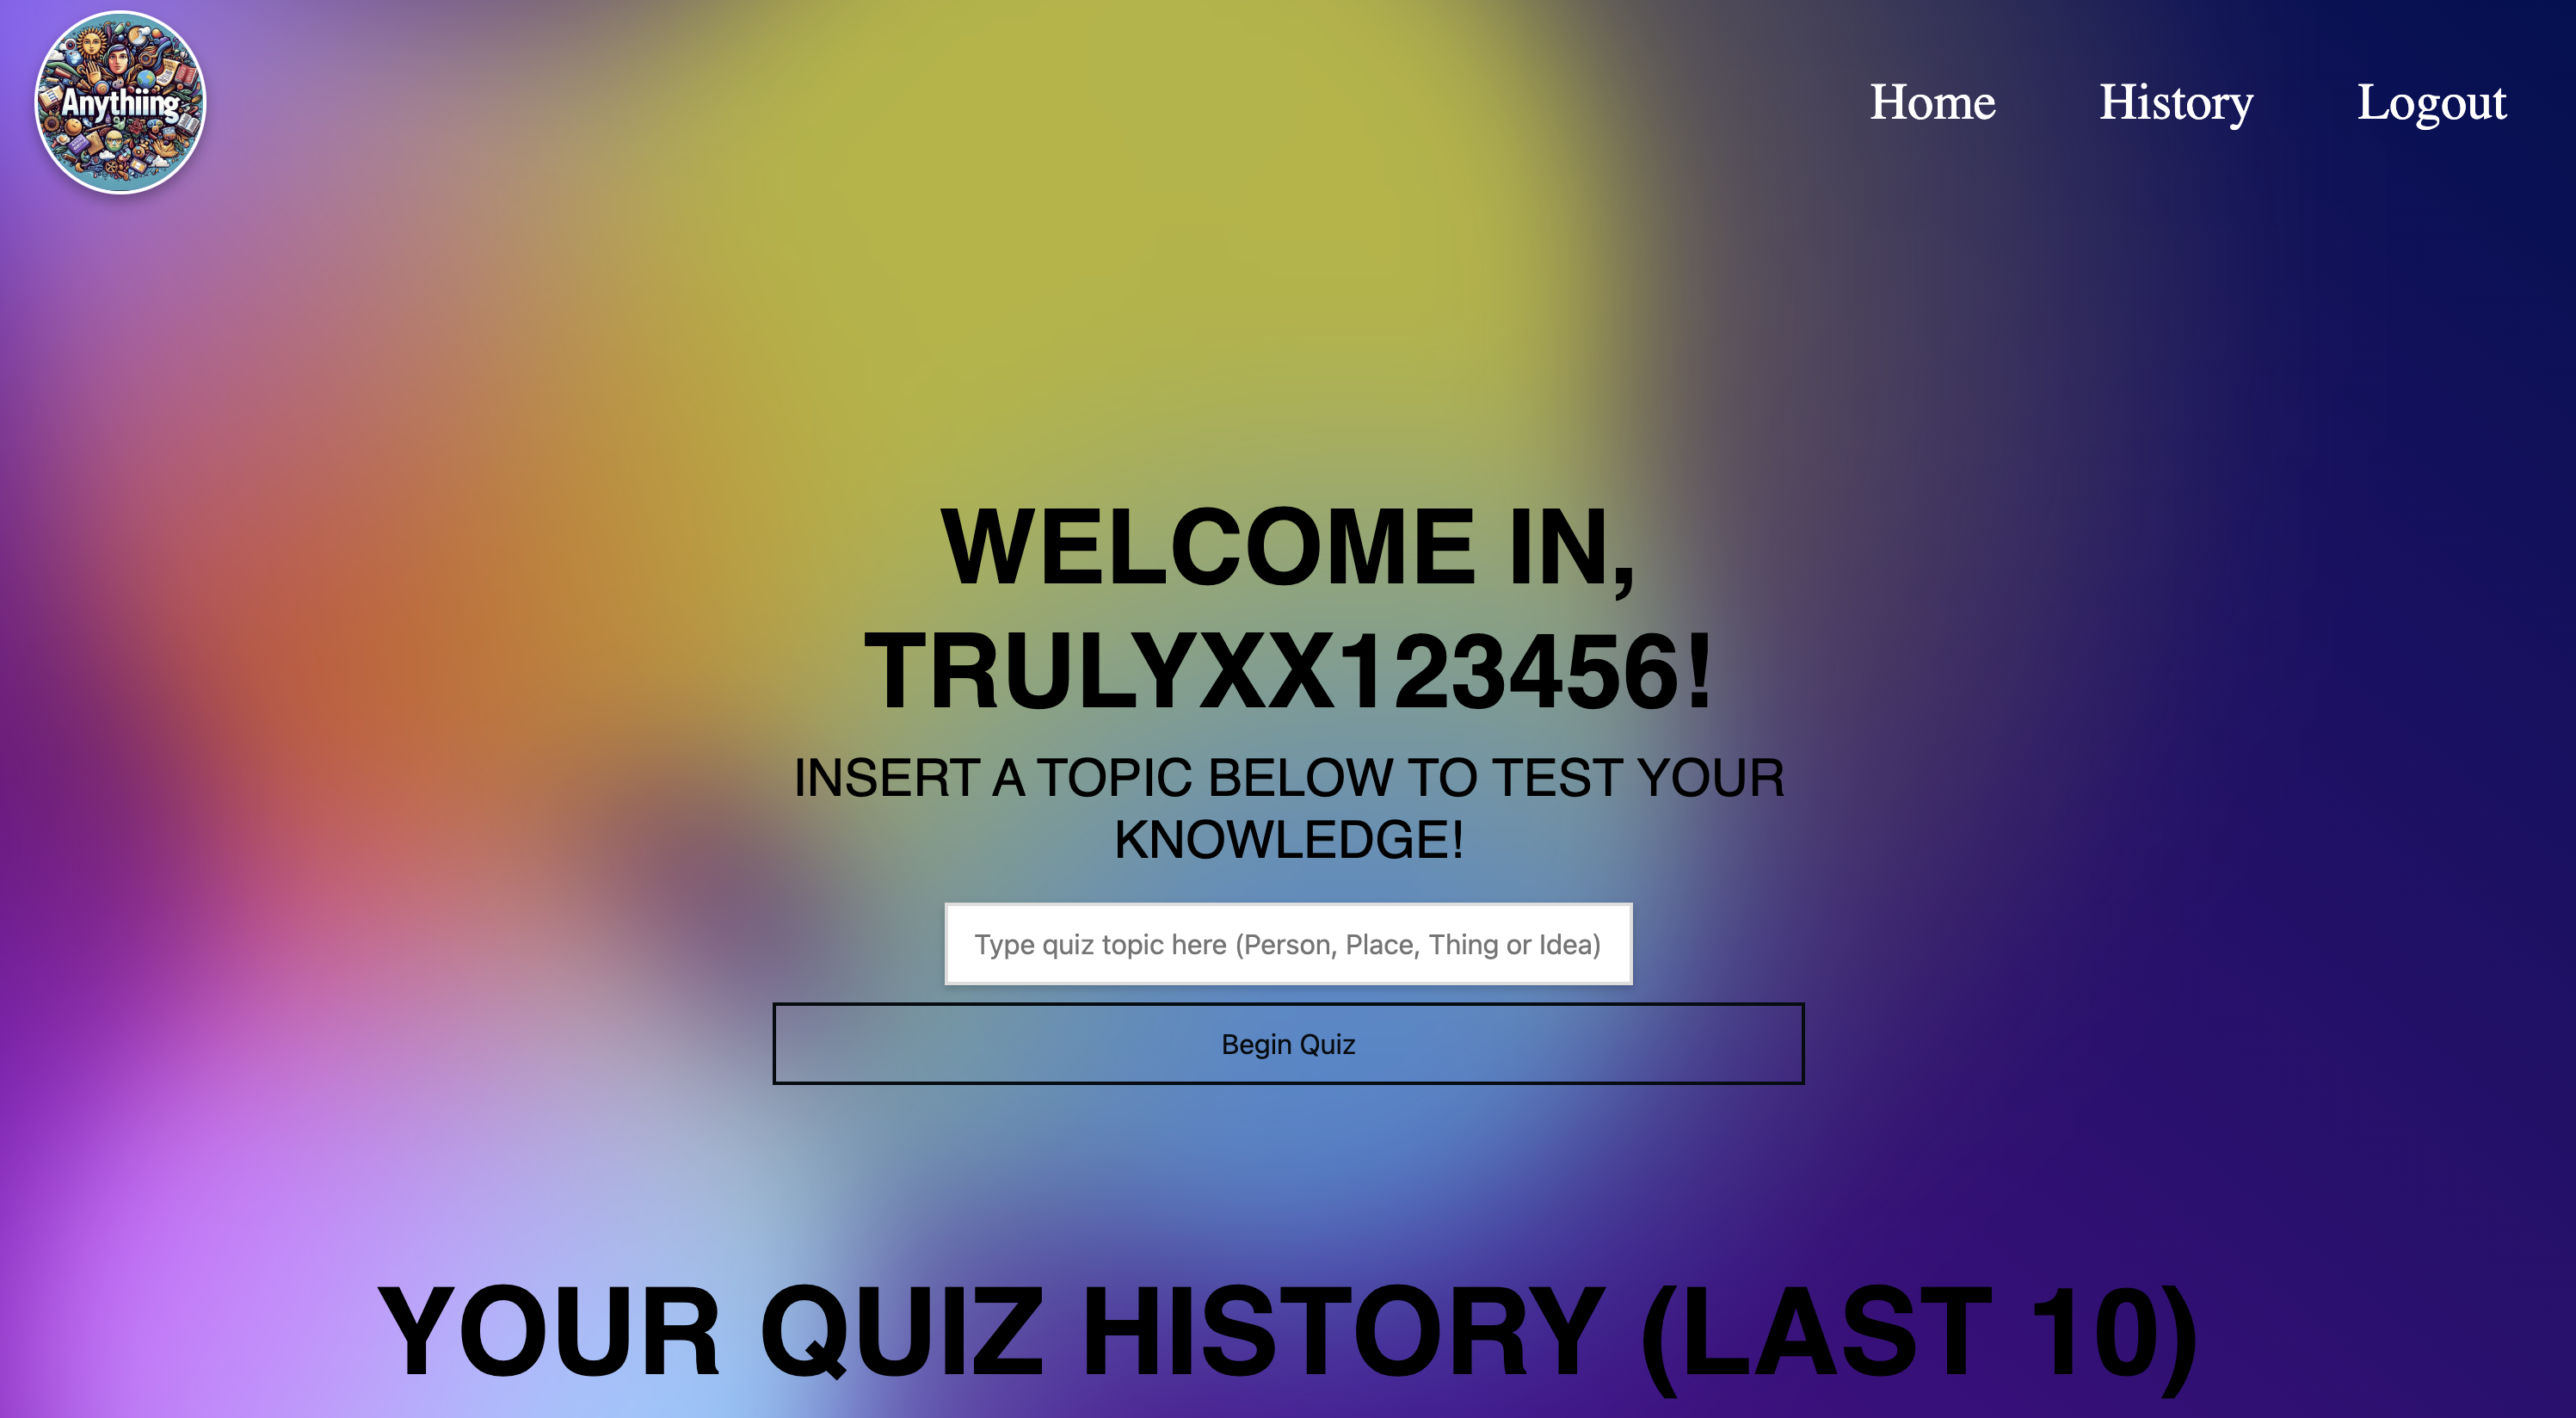 Anythiing
Home
History
Logout
WELCOME IN,
TRULYXX123456!
INSERT A TOPIC BELOW TO TEST YOUR
KNOWLEDGE!
Type quiz topic here (Person, Place, Thing or Idea)
Begin Quiz
YOUR QUIZ HISTORY (LAST 10)